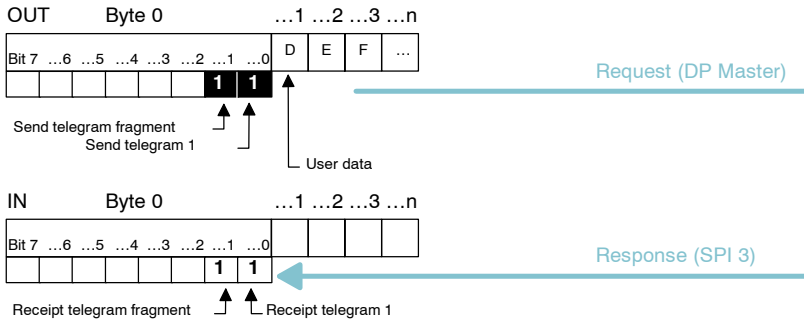 OUT Byte 0 …1 …2 …3 …n
Bit 7 …6 …5 …4 …3 …2 …1 …0 D E F …
1 1
Request (DP Master)
Send telegram fragment
Send telegram 1
User data
IN Byte 0 …1 …2 …3 …n
Bit 7 …6 …5 …4 …3 …2 …1 …0
1 1
Response (SPI 3)
Receipt telegram fragment Receipt telegram 1